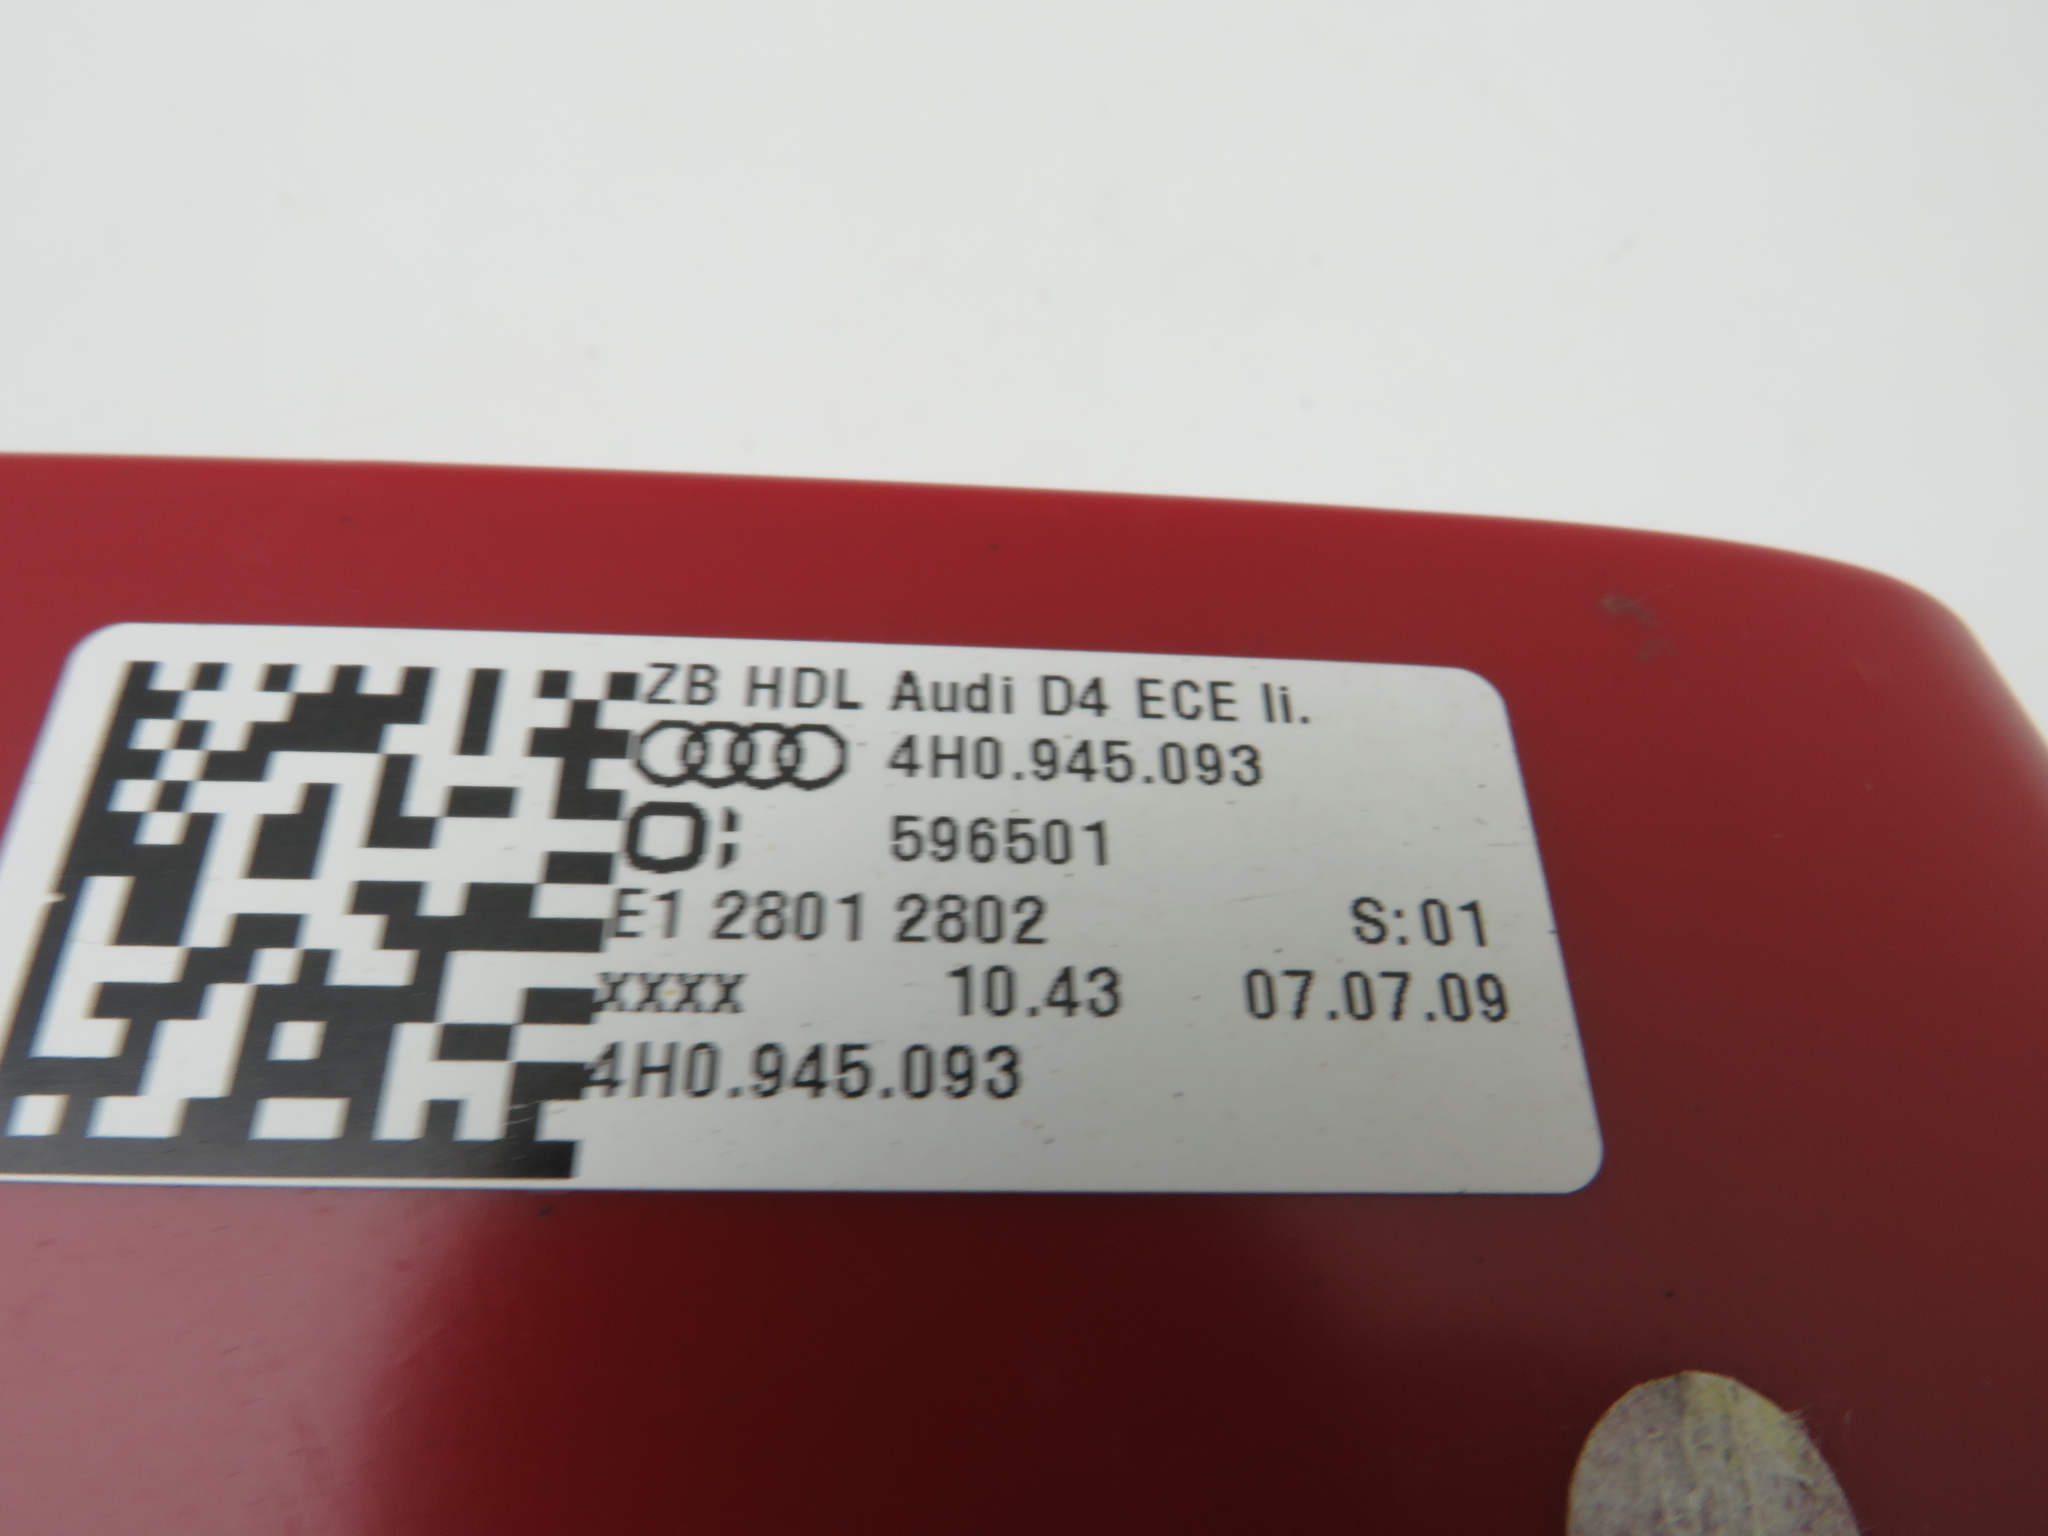 ZB HDL Audi D4 ECE li.
4H0.945.093
596501
E1 2801 2802 S:01
xxxx 10.43 07.07.09
4H0.945.093